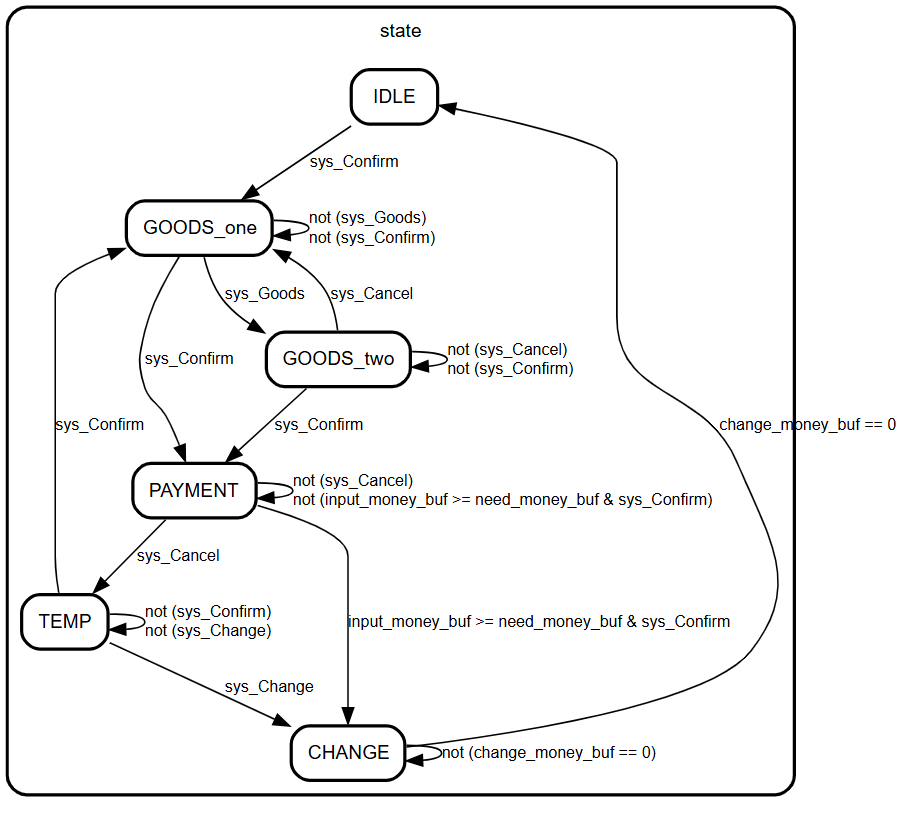 state
IDLE
sys_Confirm
GOODS_one
not (sys_Goods)
not (sys_Confirm)
sys_Goods
sys_Cancel
sys_Confirm
GOODS_two
not (sys_Cancel)
not (sys_Confirm)
sys_Confirm
sys_Confirm
change_money_buf == 0
PAYMENT
not (sys_Cancel)
not (input_money_buf >= need_money_buf & sys_Confirm)
sys_Cancel
TEMP
not (sys_Confirm)
not (sys_Change)
input_money_buf >= need_money_buf & sys_Confirm
sys_Change
CHANGE
not (change_money_buf == 0)